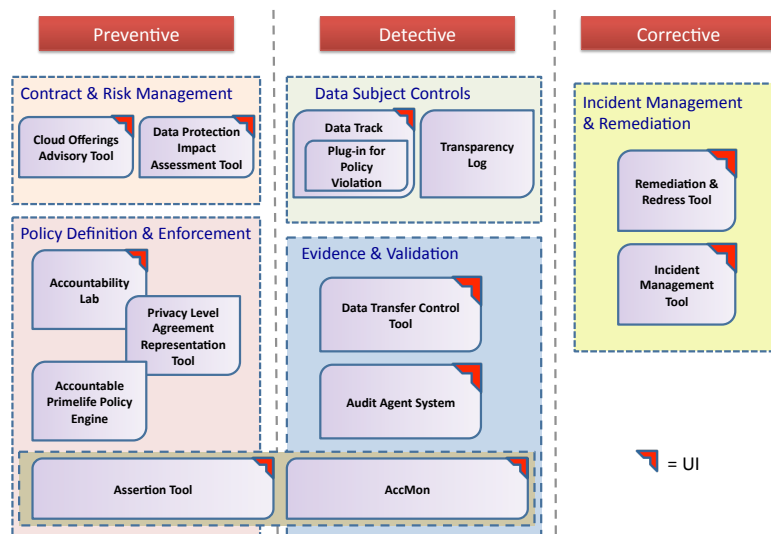 Preventive
Detective
Corrective
Contract & Risk Management
Cloud Offerings
Advisory Tool
Data Protection
Impact
Assessment Tool
Policy Definition & Enforcement
Accountability
Lab
Privacy Level
Agreement
Representation
Tool
Accountable
Primelife Policy
Engine
Assertion Tool
Data Subject Controls
Data Track
Plug-in for
Policy
Violation
Transparency
Log
Evidence & Validation
Data Transfer Control
Tool
Audit Agent System
AccMon
Incident Management
& Remediation
Remediation &
Redress Tool
Incident
Management
Tool
= UI